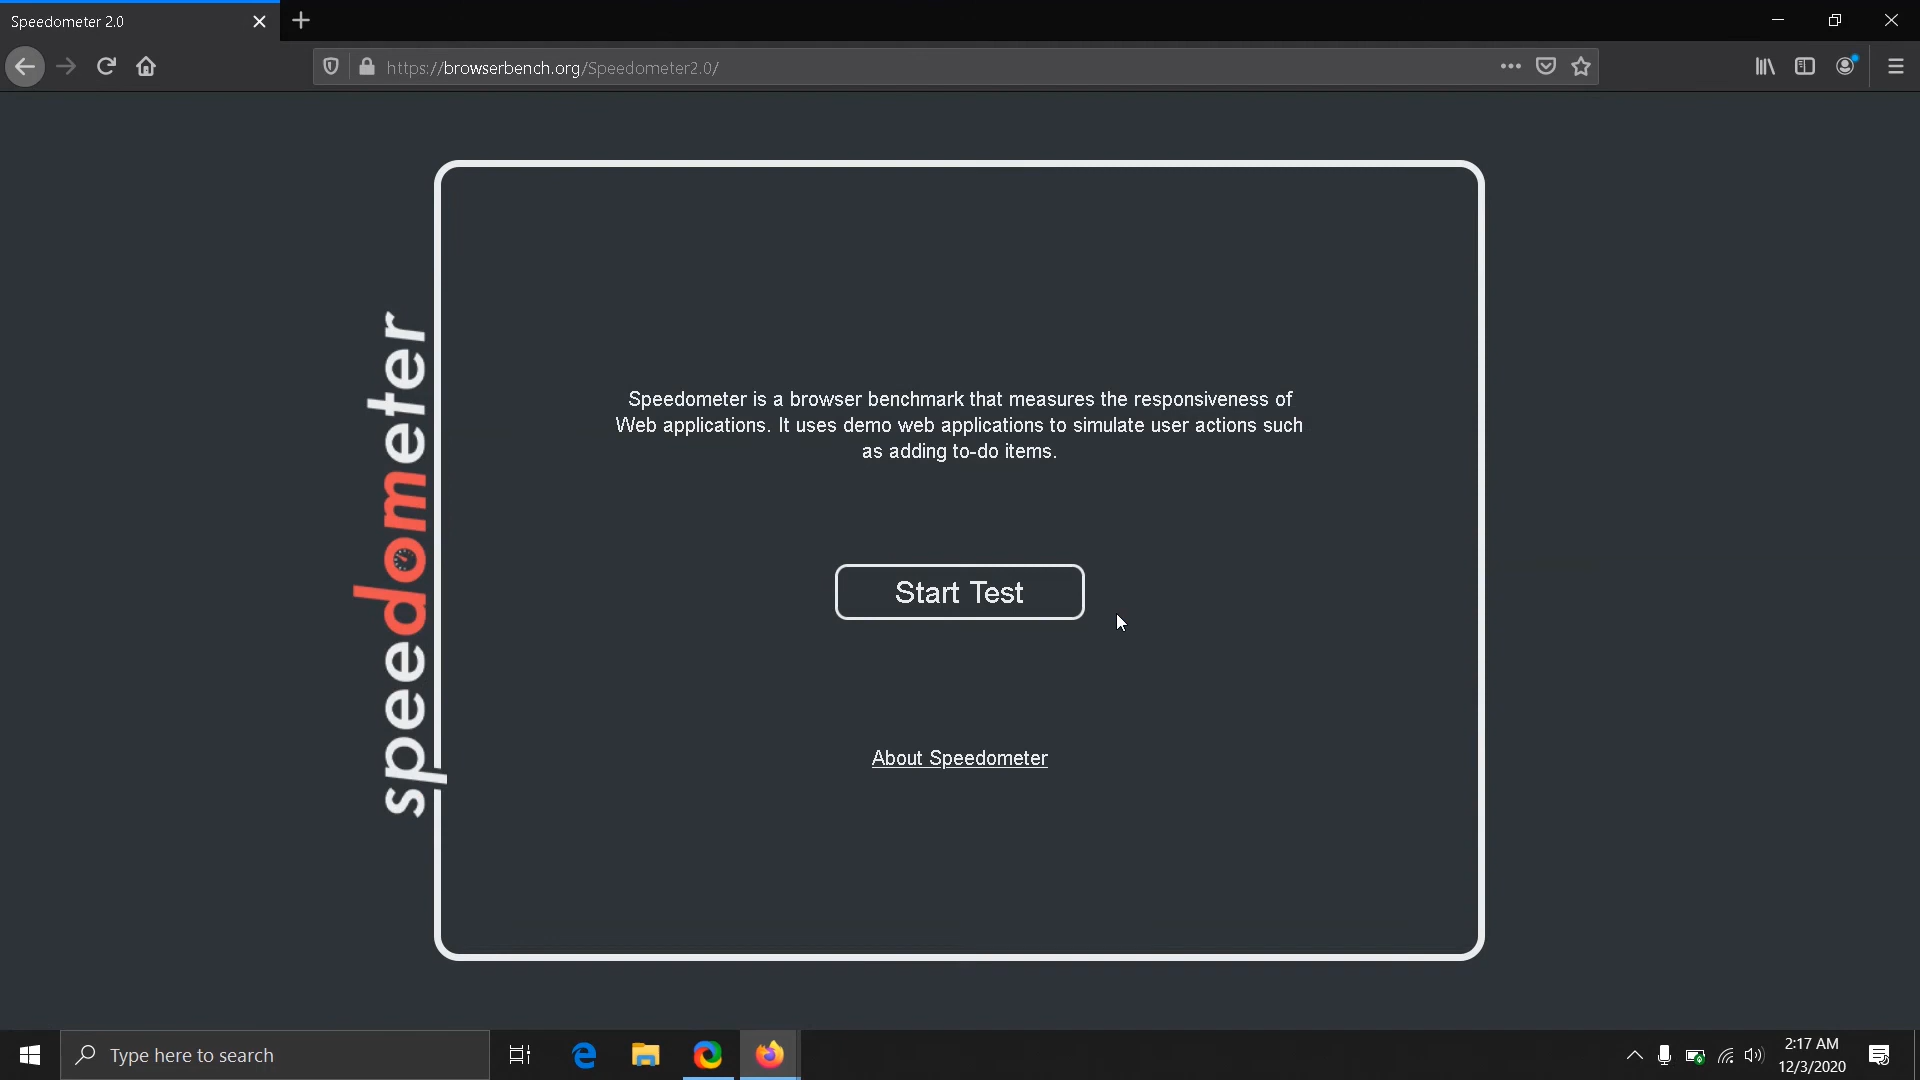 Speedometer 2.0
https://browserbench.org/Speedometer2.0/
speedometer
Speedometer is a browser benchmark that measures the responsiveness of
Web applications. It uses demo web applications to simulate user actions such
as adding to-do items.
Start Test
About Speedometer
Type here to search
2:17 AM
12/3/2020